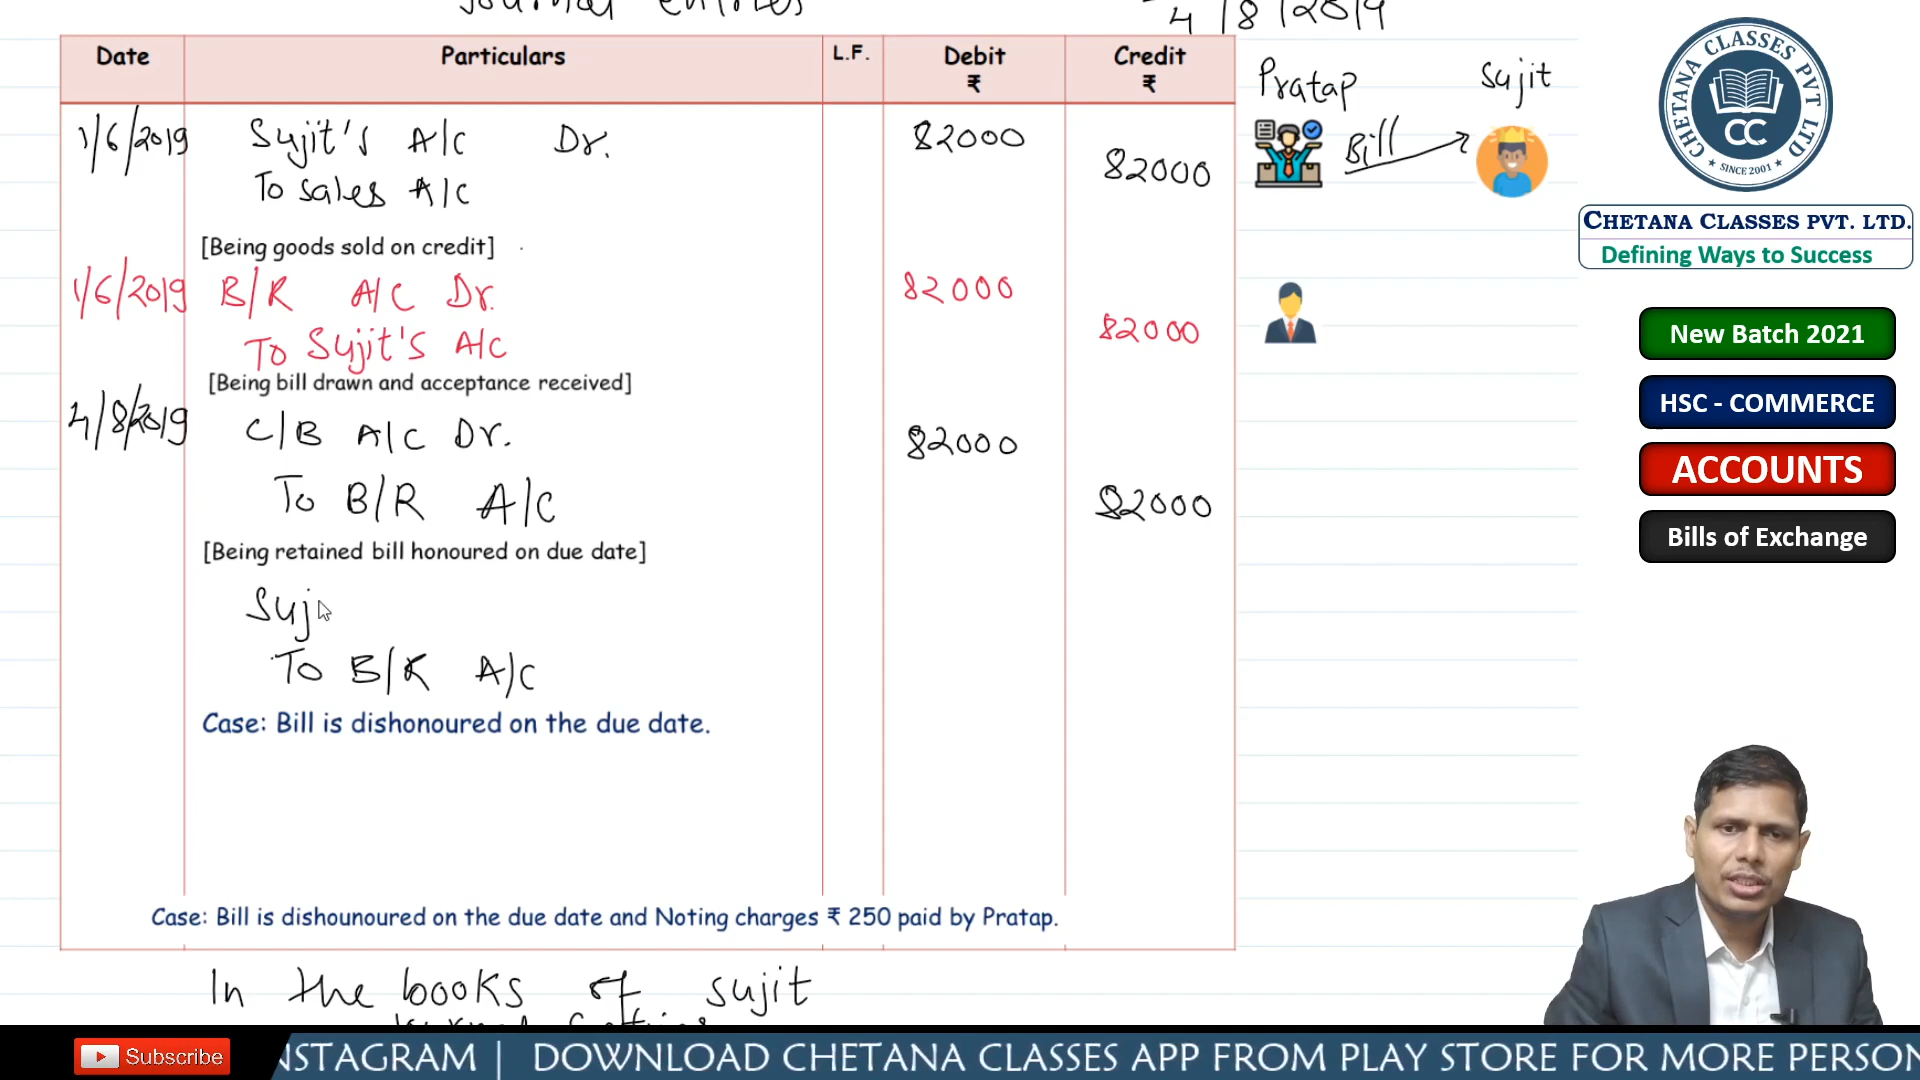 Journal entries
4/8/2019
Date Particulars L.F. Debit ₹ Credit ₹
1/6/2019 Sujit's A/C Dr. 82000
To Sales A/C 82000
[Being goods sold on credit]
1/6/2019 B/R A/C Dr. 82000
To Sujit's A/C 82000
[Being bill drawn and acceptance received]
4/8/2019 C/B A/C Dr. 82000
To B/R A/C 82000
[Being retained bill honoured on due date]
Suj
To B/R A/C
Case: Bill is dishonoured on the due date.
Case: Bill is dishounoured on the due date and Noting charges ₹ 250 paid by Pratap.
In the books of sujit
Pratap Sujit
Bill
CHETANA CLASSES PVT LTD
CC
SINCE 2001
CHETANA CLASSES PVT. LTD.
Defining Ways to Success
New Batch 2021
HSC - COMMERCE
ACCOUNTS
Bills of Exchange
Subscribe
NSTAGRAM | DOWNLOAD CHETANA CLASSES APP FROM PLAY STORE FOR MORE PERSON